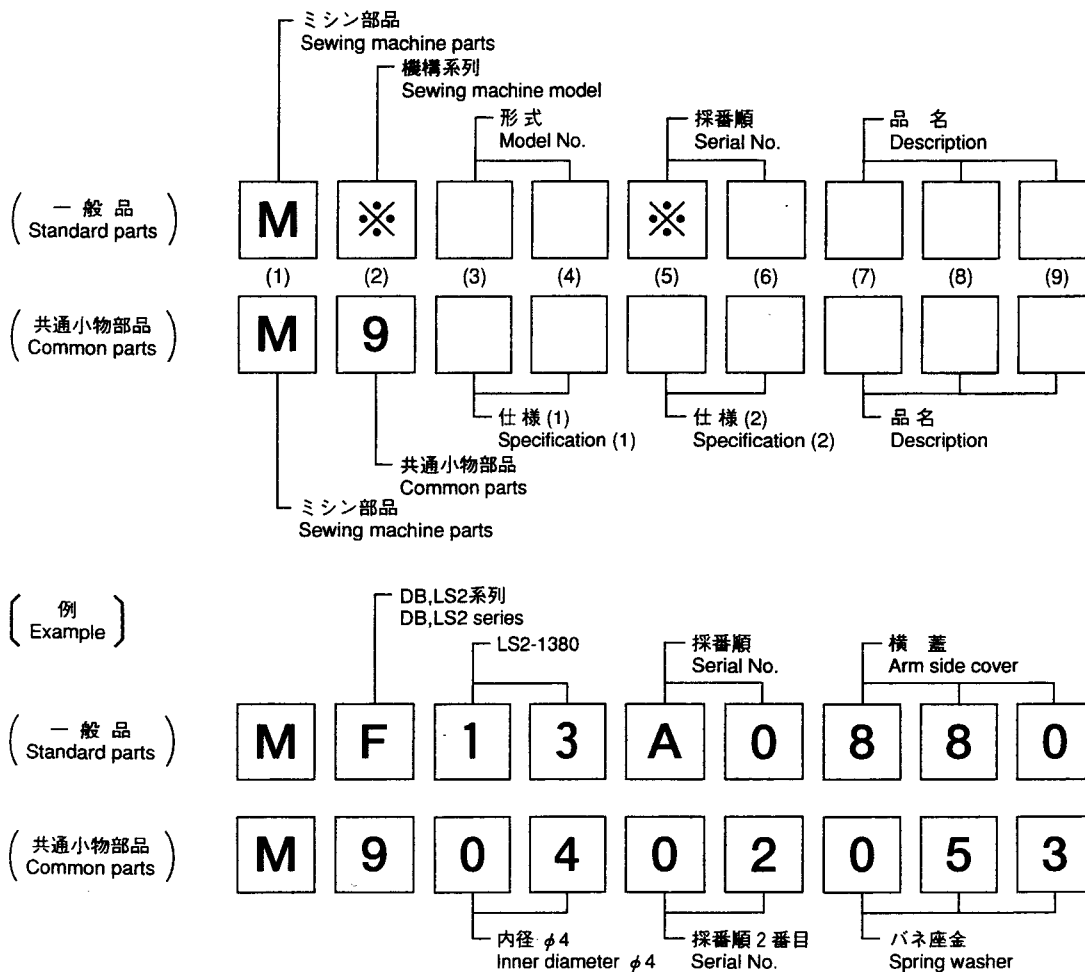 ミシン部品
Sewing machine parts
機構系列
Sewing machine model
形式
Model No.
採番順
Serial No.
品 名
Description
(一 般 品
Standard parts)
M ※ ※
(1) (2) (3) (4) (5) (6) (7) (8) (9)
(共通小物部品
Common parts)
M 9
仕様 (1)
Specification (1)
仕様 (2)
Specification (2)
品名
Description
共通小物部品
Common parts
ミシン部品
Sewing machine parts
〔例
Example〕
DB,LS2系列
DB,LS2 series
LS2-1380
採番順
Serial No.
横 蓋
Arm side cover
(一 般 品
Standard parts)
M F 1 3 A 0 8 8 0
(共通小物部品
Common parts)
M 9 0 4 0 2 0 5 3
内径 φ4
Inner diameter φ4
採番順2番目
Serial No.
バネ座金
Spring washer